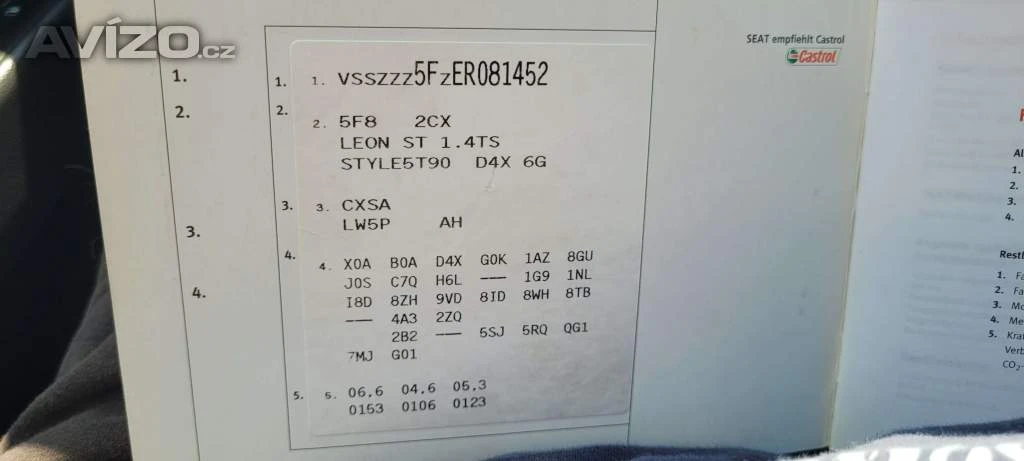 AVÍZO.cz
SEAT empfiehlt Castrol
Castrol
1. 1. 1. VSSZZZ5FZER081452
2. 2. 2. 5F8 2CX
LEON ST 1.4TS
STYLE5T90 D4X 6G
3. 3. 3. CXSA
LW5P AH
4. 4. 4. X0A B0A D4X G0K 1AZ 8GU
J0S C7Q H6L --- 1G9 1NL
I8D 8ZH 9VD 8ID 8WH 8TB
--- 4A3 2ZQ
2B2 --- 5SJ 5RQ QG1
7MJ G01
5. 5. 06,6 04,6 05,3
0153 0106 0123
1.
2.
3.
4.
1.
2.
3.
4.
5.